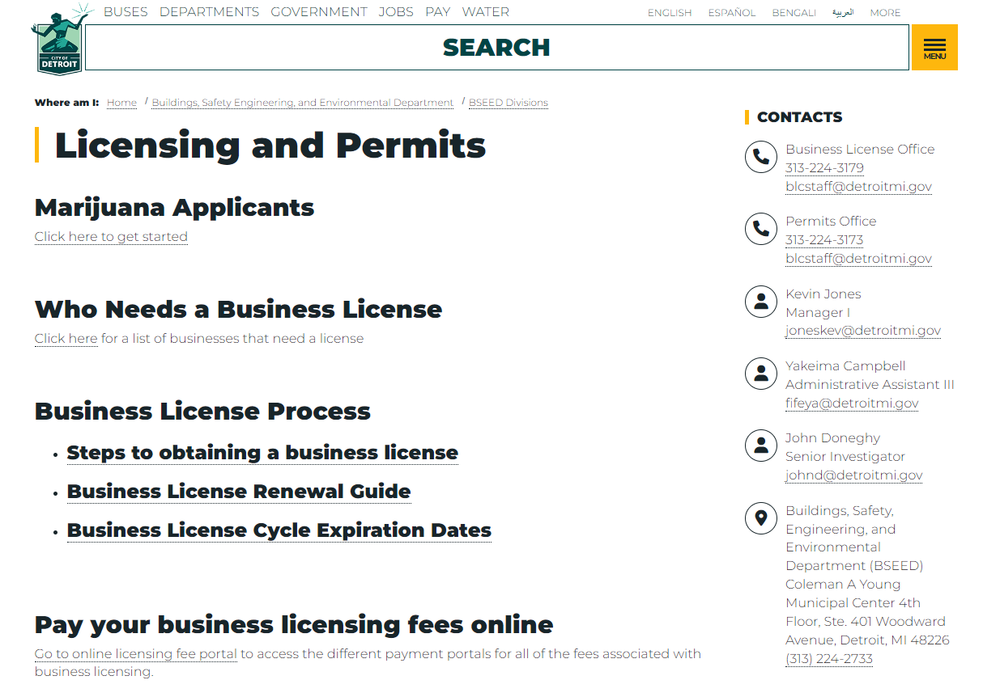 BUSES DEPARTMENTS GOVERNMENT JOBS PAY WATER
ENGLISH ESPAÑOL BENGALI العربية MORE
CITY OF
DETROIT
SEARCH
MENU
Where am I: Home / Buildings, Safety Engineering, and Environmental Department / BSEED Divisions
Licensing and Permits
Marijuana Applicants
Click here to get started
Who Needs a Business License
Click here for a list of businesses that need a license
Business License Process
• Steps to obtaining a business license
• Business License Renewal Guide
• Business License Cycle Expiration Dates
Pay your business licensing fees online
Go to online licensing fee portal to access the different payment portals for all of the fees associated with
business licensing.
CONTACTS
Business License Office
313-224-3179
blcstaff@detroitmi.gov
Permits Office
313-224-3173
blcstaff@detroitmi.gov
Kevin Jones
Manager I
joneskev@detroitmi.gov
Yakeima Campbell
Administrative Assistant III
fifeya@detroitmi.gov
John Doneghy
Senior Investigator
johnd@detroitmi.gov
Buildings, Safety,
Engineering, and
Environmental
Department (BSEED)
Coleman A Young
Municipal Center 4th
Floor, Ste. 401 Woodward
Avenue, Detroit, MI 48226
(313) 224-2733